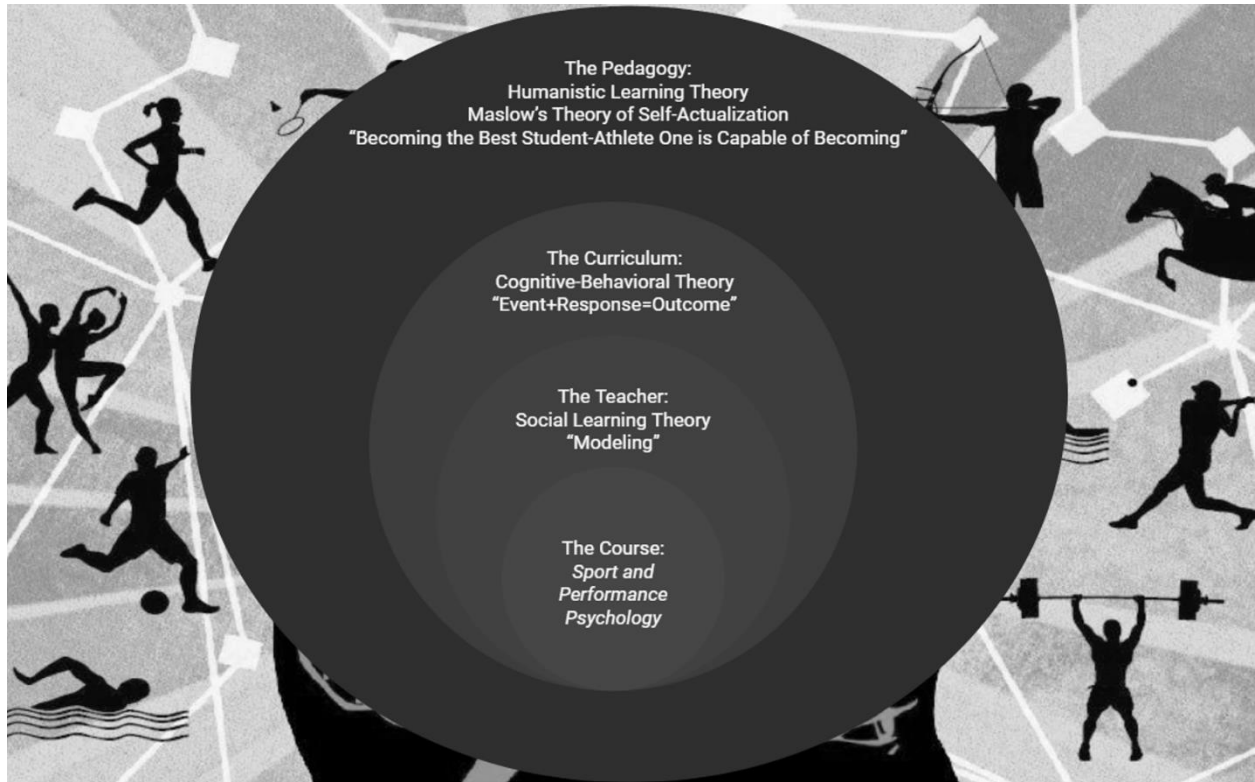 The Pedagogy:
Humanistic Learning Theory
Maslow’s Theory of Self-Actualization
“Becoming the Best Student-Athlete One is Capable of Becoming”
The Curriculum:
Cognitive-Behavioral Theory
“Event+Response=Outcome”
The Teacher:
Social Learning Theory
“Modeling”
The Course:
Sport and
Performance
Psychology